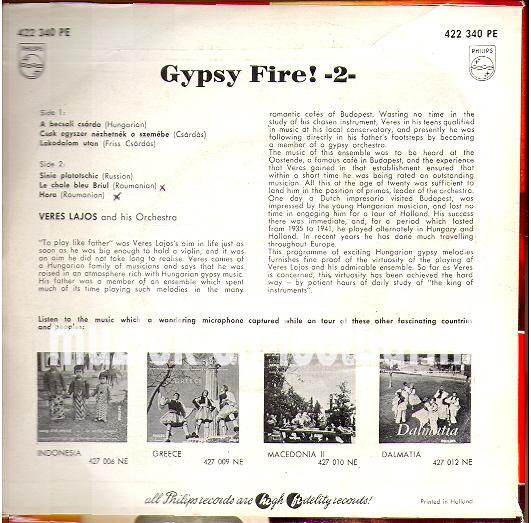 422 340 PE
422 340 PE
PHILIPS
PHILIPS
Gypsy Fire! -2-
Side 1:
A becsali csárda (Hungarian)
Csak egyszer nézhetnék a szemébe (Csárdás)
Lakodalom utan (Friss Csárdás)
Side 2:
Sinie platotschic (Russian)
Le chale bleu Briul (Roumanian) x
Hora (Roumanian) x
VERES LAJOS and his Orchestra
"To play like father" was Veres Lajos's aim in life just as
soon as he was big enough to hold a violin, and it was
an aim he did not take long to realise. Veres comes of
a Hungarian family of musicians and says that he was
raised in an atmosphere rich with Hungarian gypsy music.
His father was a member of an ensemble which spent
much of its time playing such melodies in the many
romantic cafés of Budapest. Wasting no time in the
study of his chosen instrument, Veres in his teens qualified
in music at his local conservatory, and presently he was
following directly in his father's footsteps by becoming
a member of a gypsy orchestra.
The music of this ensemble was to be heard at the
Oostende, a famous café in Budapest, and the experience
that Veres gained in that establishment ensured that
within a short time he was being rated an outstanding
musician. All this at the age of twenty was sufficient to
land him in the position of primas, leader of the orchestra.
One day a Dutch impresario visited Budapest, was
impressed by the young Hungarian musician, and lost no
time in engaging him for a tour of Holland. His success
there was immediate, and, for a period which lasted
from 1935 to 1941, he played alternately in Hungary and
Holland. In recent years he has done much travelling
throughout Europe.
This programme of exciting Hungarian gypsy melodies
furnishes fine proof of the virtuosity of the playing of
Veres Lajos and his admirable ensemble. So far as Veres
is concerned, this virtuosity has been achieved the hard
way – by patient hours of daily study of "the king of
instruments".
Listen to the music which a wandering microphone captured while on tour of these other fascinating countries
and peoples:
GREECE
Dalmatia
INDONESIA
427 006 NE
GREECE
427 009 NE
MACEDONIA II
427 010 NE
DALMATIA
427 012 NE
all Philips records are high fidelity records!
Printed in Holland